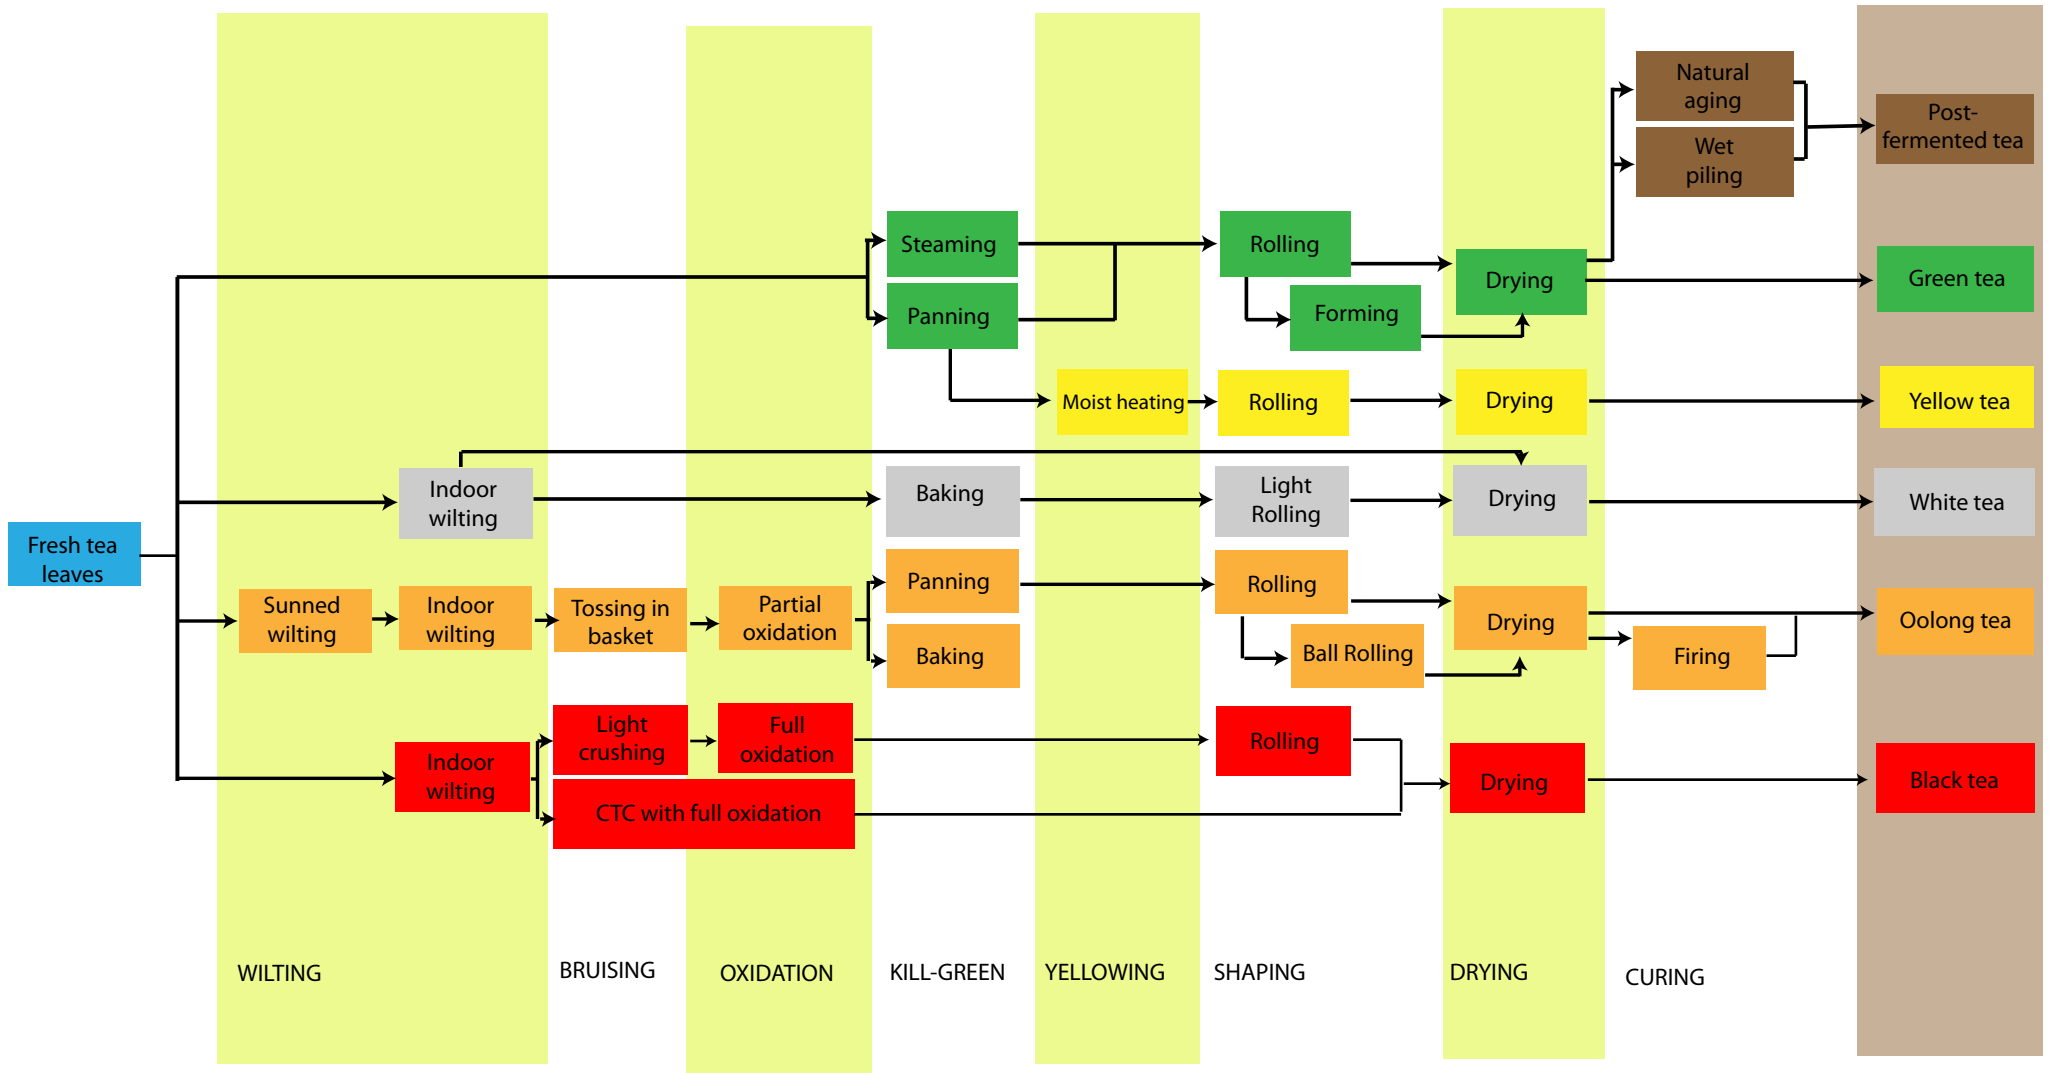 Natural
aging
Wet
piling
Post-
fermented tea
Steaming
Rolling
Drying
Green tea
Panning
Forming
Moist heating
Rolling
Drying
Yellow tea
Indoor
wilting
Baking
Light
Rolling
Drying
White tea
Fresh tea
leaves
Sunned
wilting
Indoor
wilting
Tossing in
basket
Partial
oxidation
Panning
Baking
Rolling
Ball Rolling
Drying
Firing
Oolong tea
Indoor
wilting
Light
crushing
Full
oxidation
CTC with full oxidation
Rolling
Drying
Black tea
WILTING
BRUISING
OXIDATION
KILL-GREEN
YELLOWING
SHAPING
DRYING
CURING